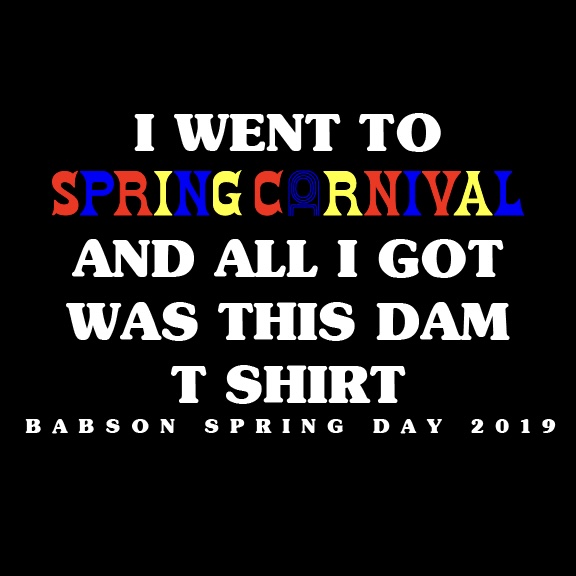 I WENT TO
SPRING CARNIVAL
AND ALL I GOT
WAS THIS DAM
T SHIRT
BABSON SPRING DAY 2019